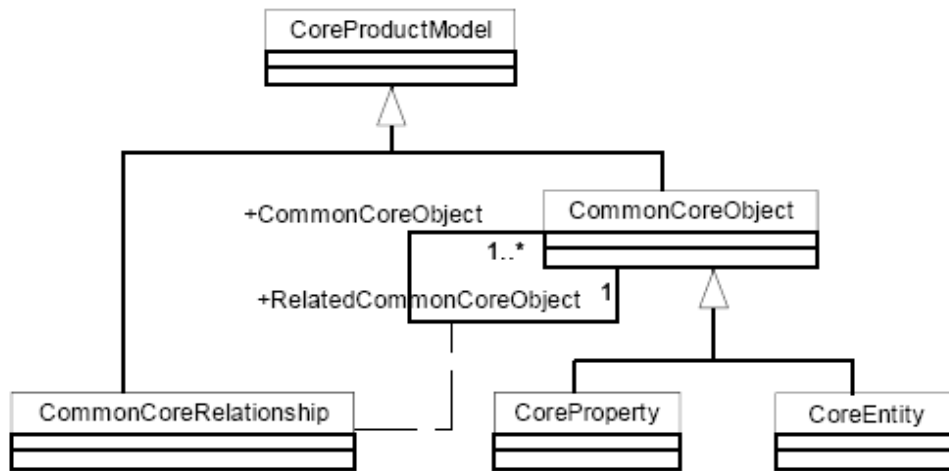 CoreProductModel
CommonCoreObject
+CommonCoreObject
1..*
+RelatedCommonCoreObject
1
CommonCoreRelationship
CoreProperty
CoreEntity